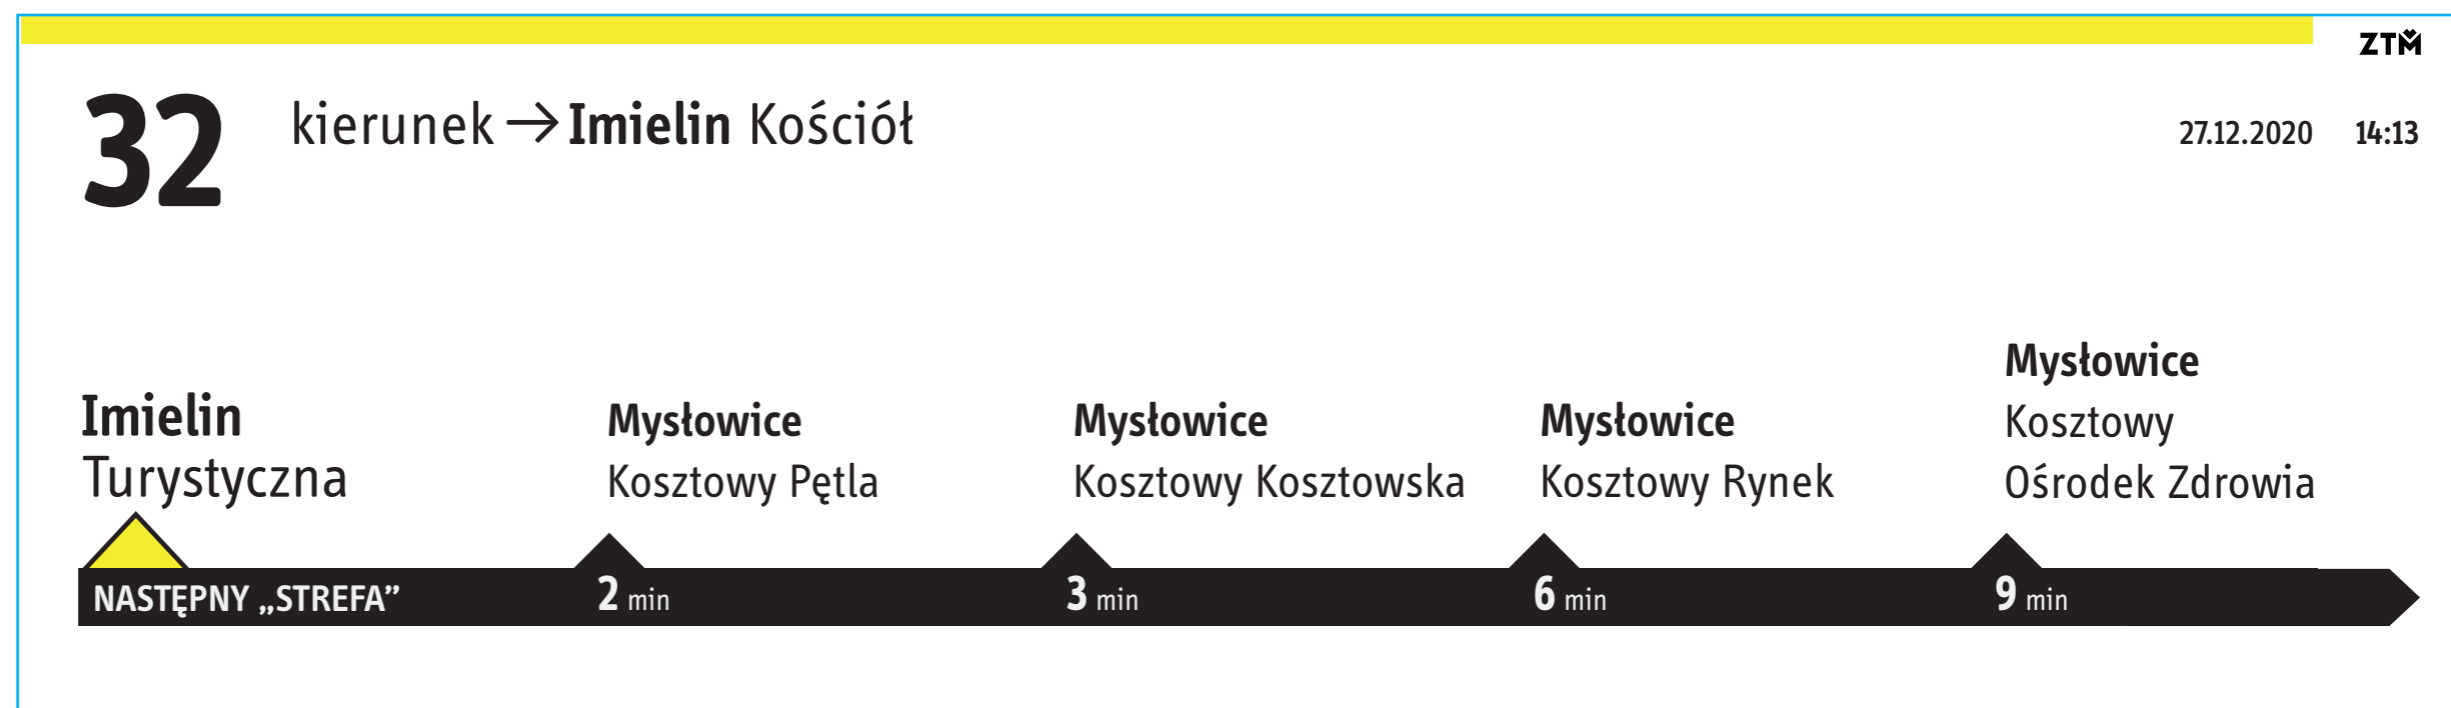 ZTM
32 kierunek → Imielin Kościół 27.12.2020 14:13
Imielin
Turystyczna
Mysłowice
Kosztowy Pętla
Mysłowice
Kosztowy Kosztowska
Mysłowice
Kosztowy Rynek
Mysłowice
Kosztowy
Ośrodek Zdrowia
NASTĘPNY „STREFA” 2 min 3 min 6 min 9 min